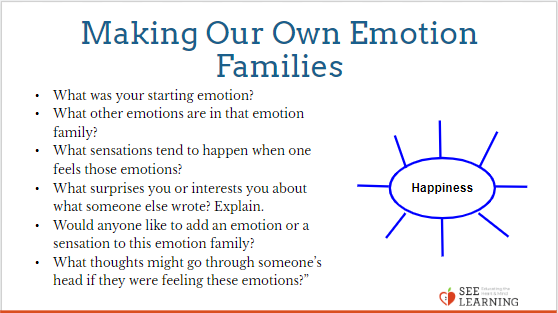 Making Our Own Emotion
Families
• What was your starting emotion?
• What other emotions are in that emotion
family?
• What sensations tend to happen when one
feels those emotions?
• What surprises you or interests you about
what someone else wrote? Explain.
• Would anyone like to add an emotion or a
sensation to this emotion family?
• What thoughts might go through someone’s
head if they were feeling these emotions?”
Happiness
SEE
LEARNING